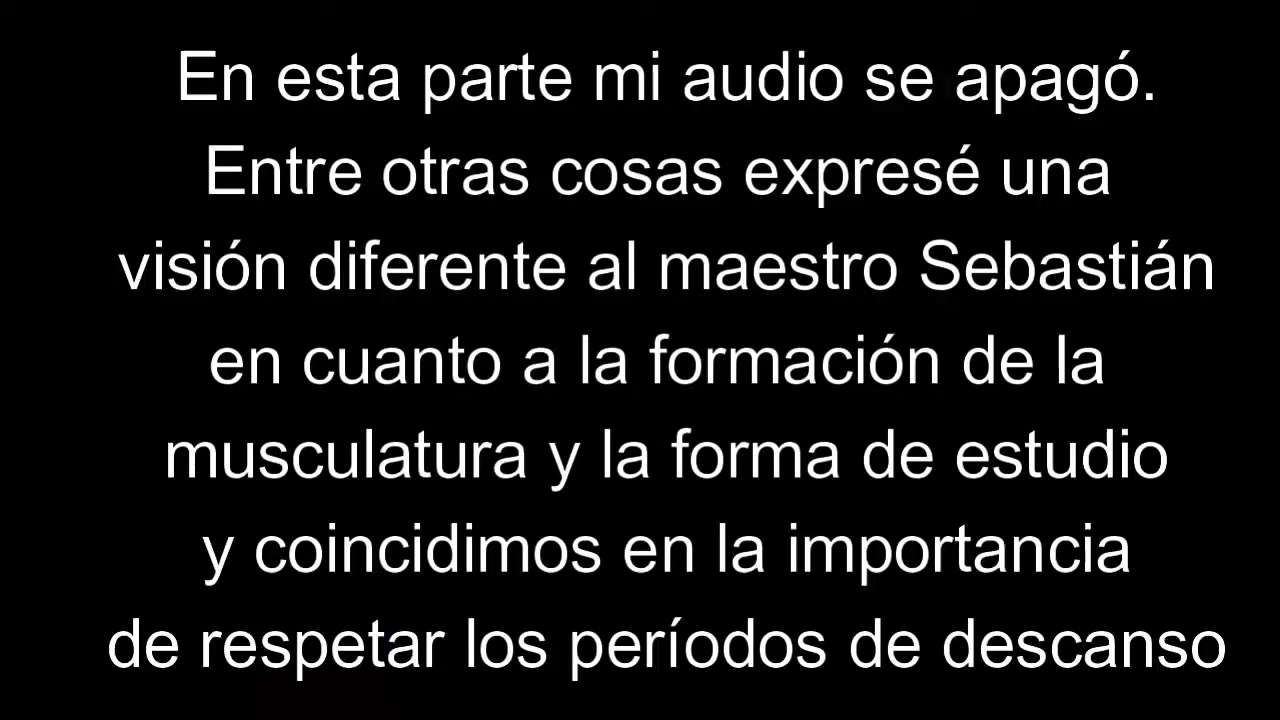 En esta parte mi audio se apagó.
Entre otras cosas expresé una
visión diferente al maestro Sebastián
en cuanto a la formación de la
musculatura y la forma de estudio
y coincidimos en la importancia
de respetar los períodos de descanso